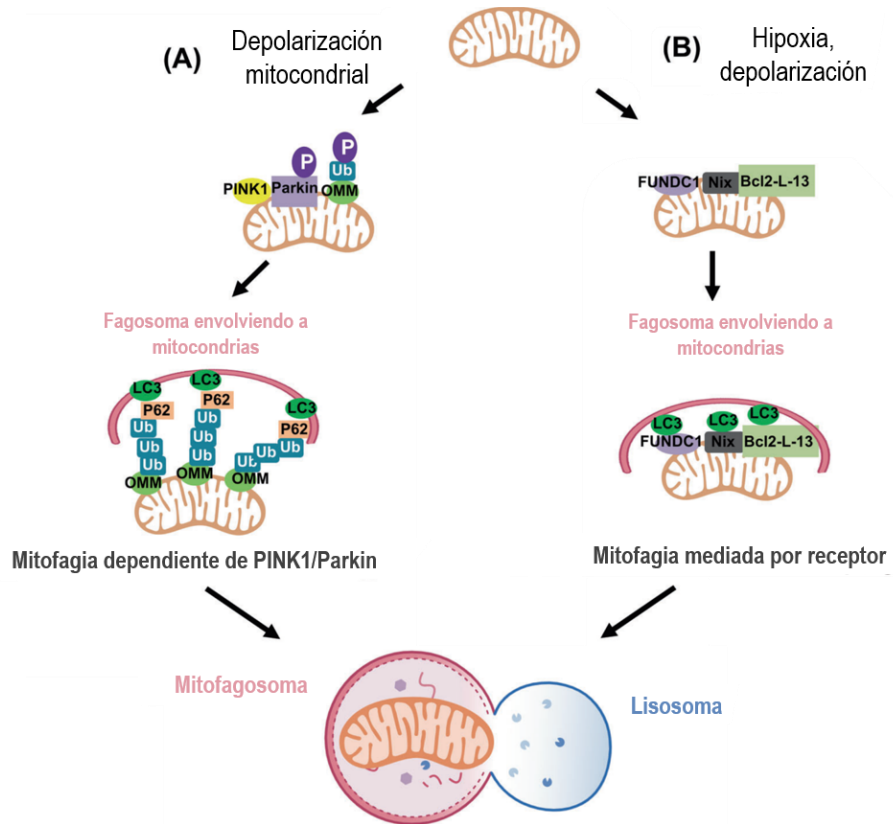 (A)
Depolarización
mitocondrial
(B)
Hipoxia,
depolarización
P
P
Ub
PINK1
Parkin
OMM
FUNDC1
Nix
Bcl2-L-13
Fagosoma envolviendo a
mitocondrias
LC3
LC3
LC3
P62
P62
P62
Ub
Ub
Ub
Ub
Ub
Ub
Ub
Ub
Ub
OMM
OMM
OMM
Mitofagia dependiente de PINK1/Parkin
Fagosoma envolviendo a
mitocondrias
LC3
LC3
LC3
FUNDC1
Nix
Bcl2-L-13
Mitofagia mediada por receptor
Mitofagosoma
Lisosoma